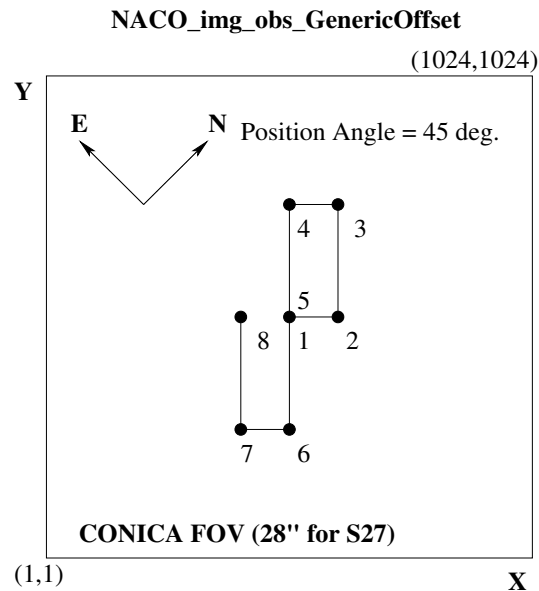 NACO_img_obs_GenericOffset
(1024,1024)
Y
E N Position Angle = 45 deg.
4 3
5
8 1 2
7 6
CONICA FOV (28" for S27)
(1,1) X